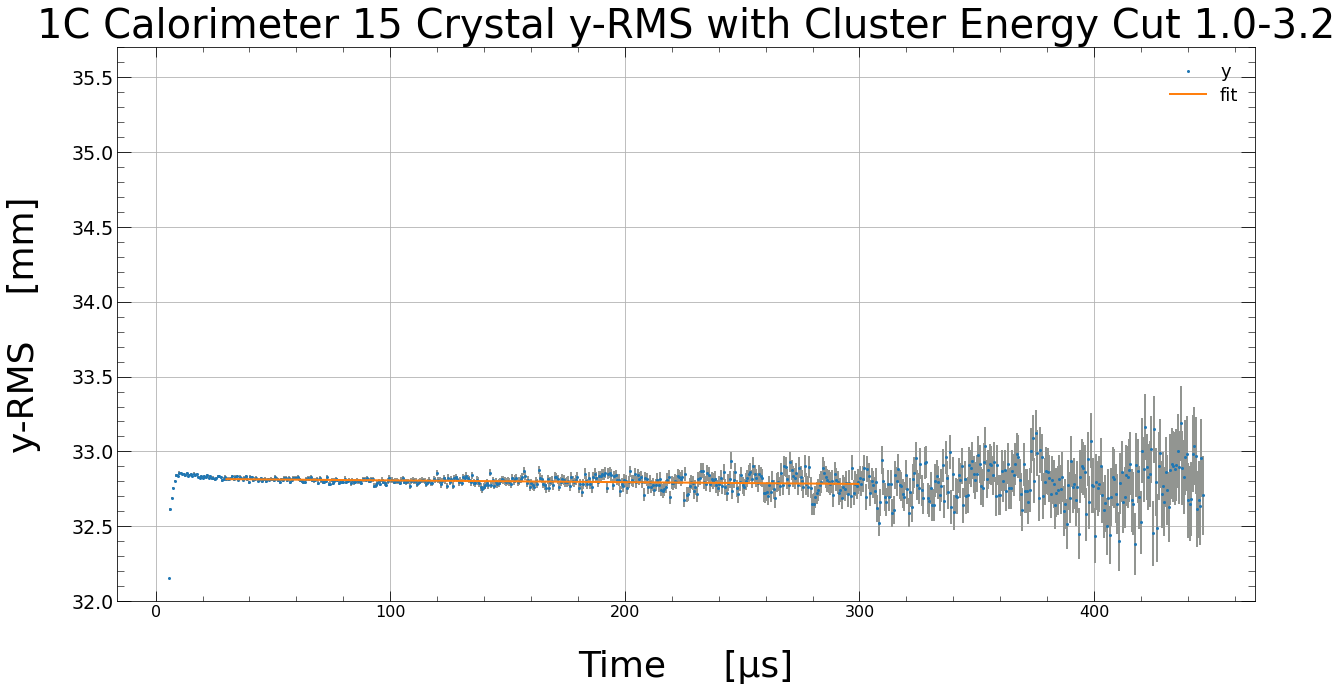 1C Calorimeter 15 Crystal y-RMS with Cluster Energy Cut 1.0-3.2
y
fit
35.5
35.0
34.5
34.0
33.5
33.0
32.5
32.0
y-RMS [mm]
0 100 200 300 400
Time [μs]